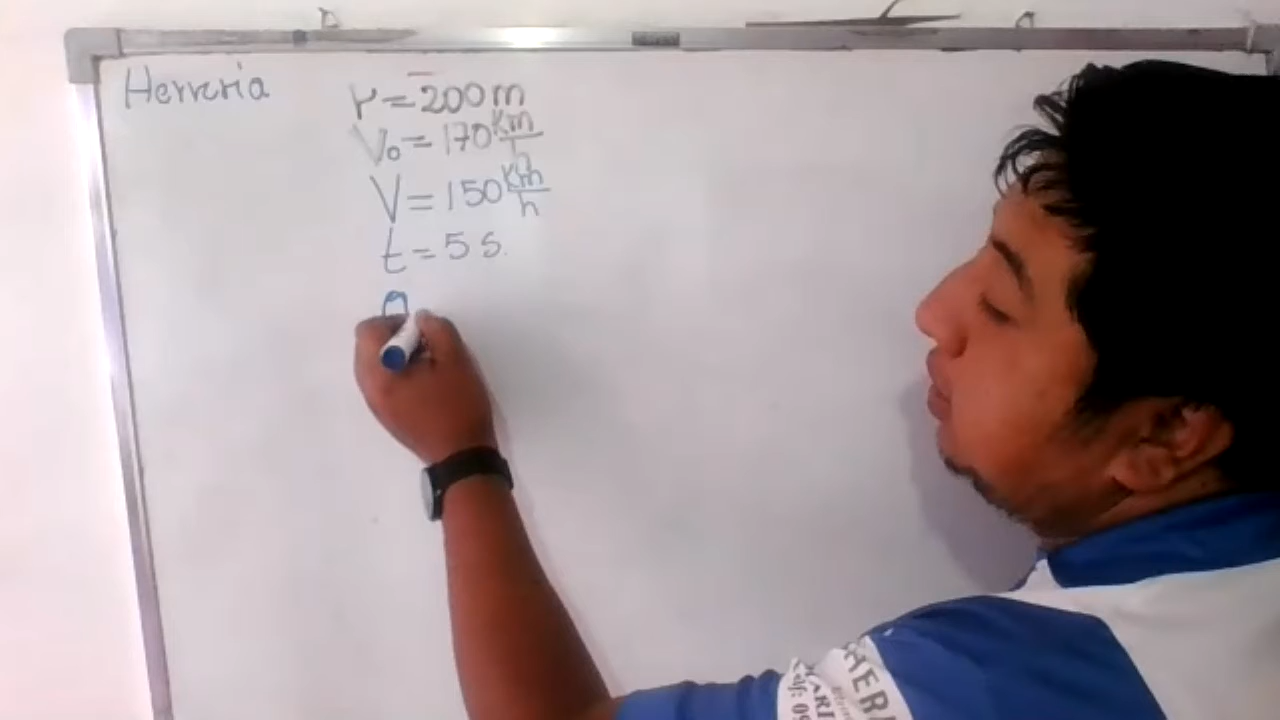 Herreria
r = 200 m
V₀ = 170 Km/h
V = 150 Km/h
t = 5 s.
a